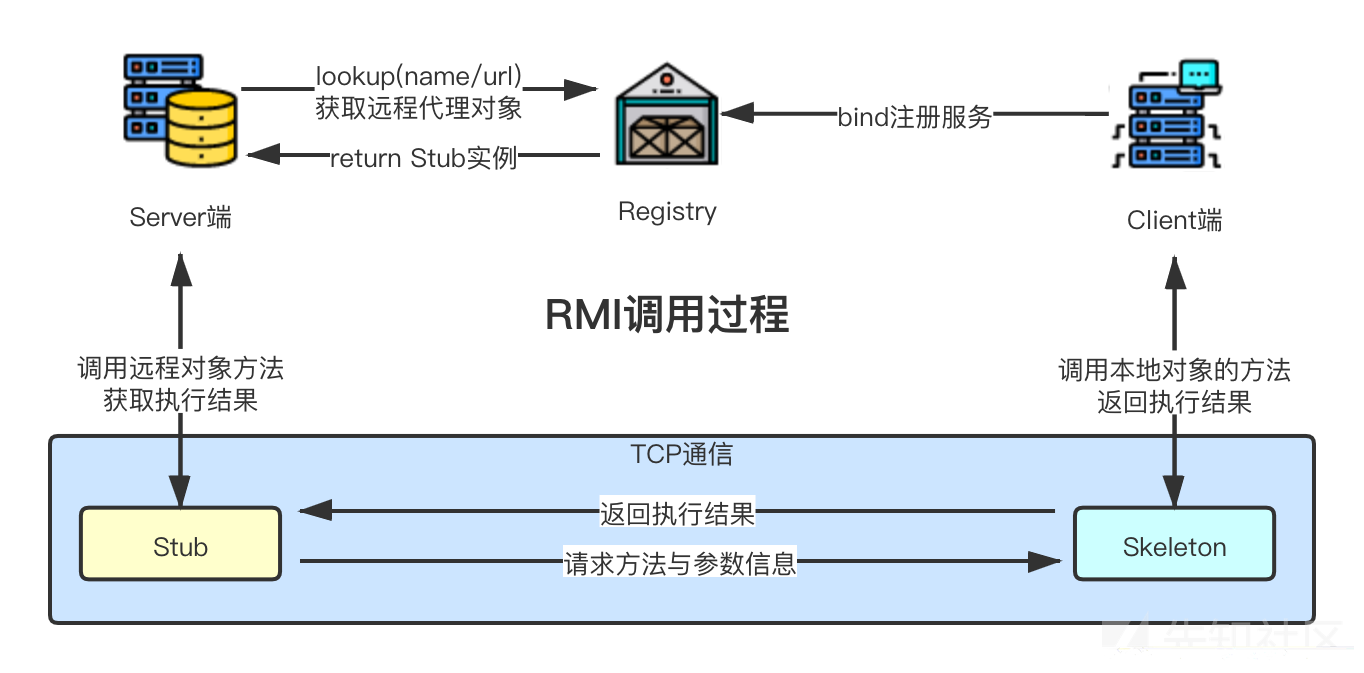 lookup(name/url)
获取远程代理对象
bind注册服务
return Stub实例
Server端
Registry
Client端
RMI调用过程
调用远程对象方法
获取执行结果
调用本地对象的方法
返回执行结果
TCP通信
返回执行结果
Stub
Skeleton
请求方法与参数信息
先知社区